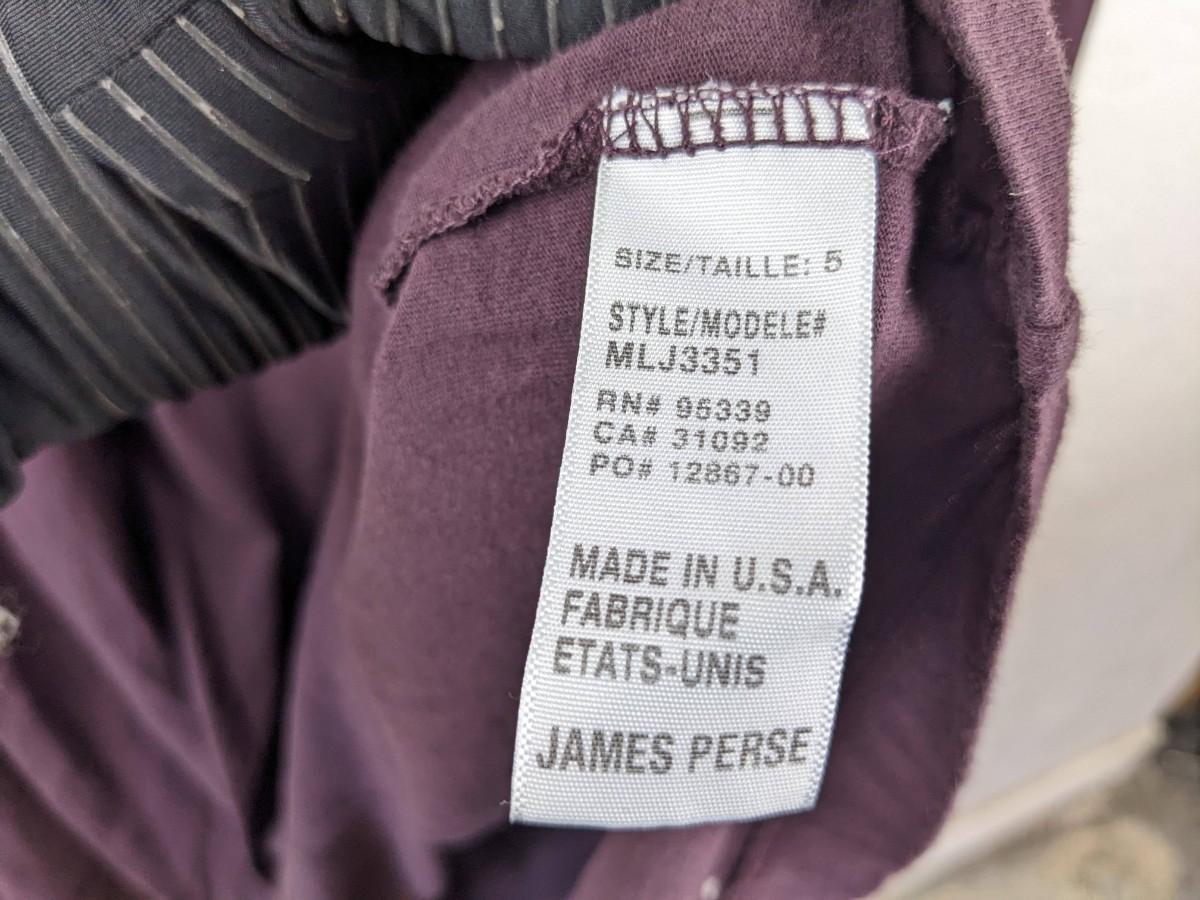 SIZE/TAILLE: 5
STYLE/MODELE#
MLJ3351
RN# 95339
CA# 31092
PO# 12867-00
MADE IN U.S.A.
FABRIQUE
ETATS-UNIS
JAMES PERSE